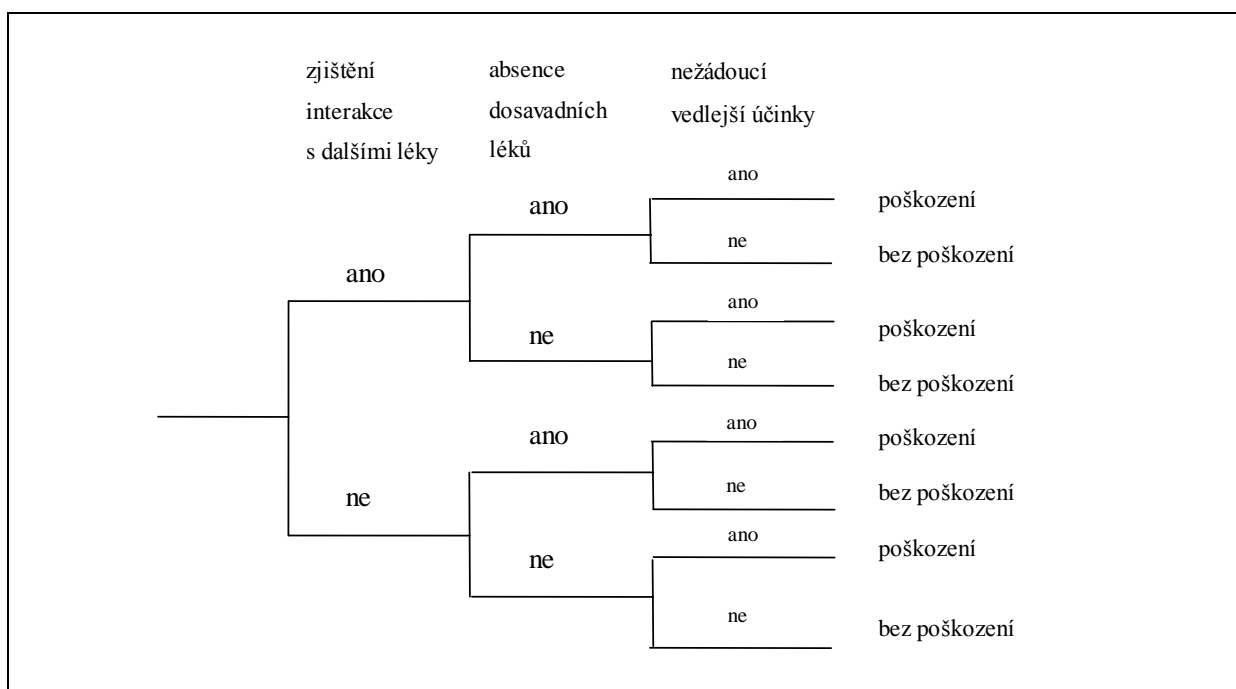 zjištění
interakce
s dalšími léky
absence
dosavadních
léků
nežádoucí
vedlejší účinky
ano
ano
poškození
ne
bez poškození
ano
ano
poškození
ne
ne
bez poškození
ano
ano
poškození
ne
ne
bez poškození
ano
poškození
ne
ne
bez poškození